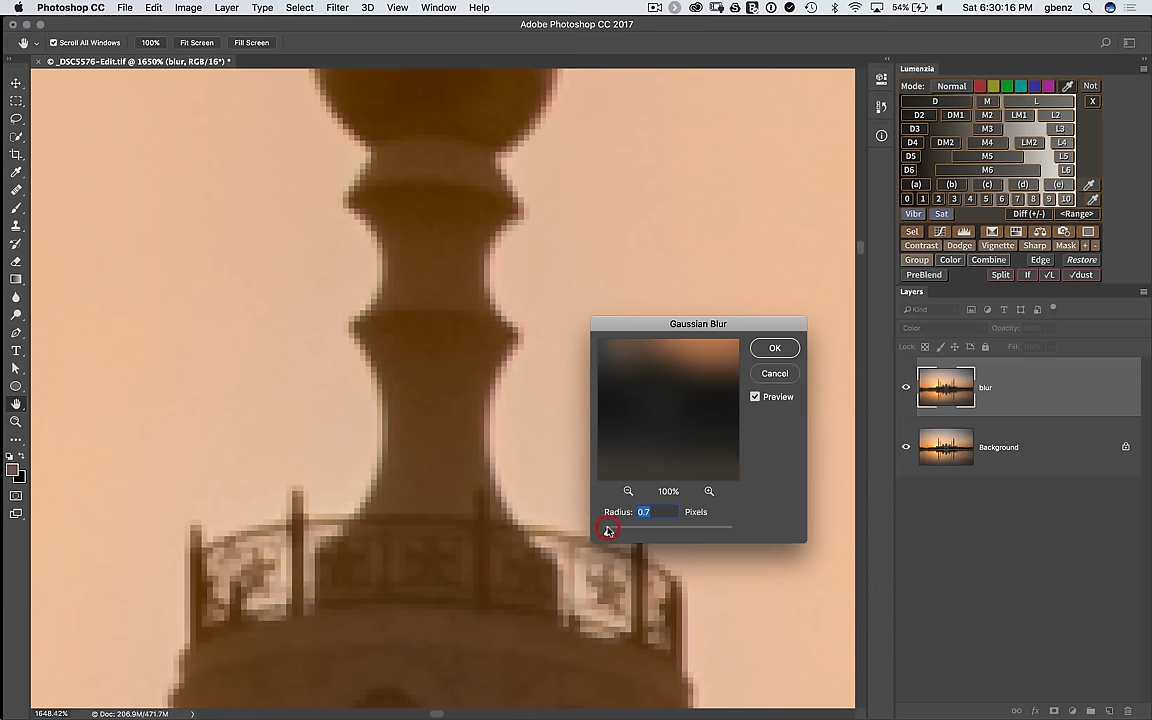 Photoshop CC File Edit Image Layer Type Select Filter 3D View Window Help 54% Sat 6:30:16 PM gbenz
Adobe Photoshop CC 2017
Scroll All Windows 100% Fit Screen Fill Screen
× © _DSC5576-Edit.tif @ 1650% (blur, RGB/16*) *
Lumenzia
Mode: Normal Not
D M L X
D2 DM1 M2 LM1 L2
D3 M3 L3
D4 DM2 M4 LM2 L4
D5 M5 L5
D6 M6 L6
(a) (b) (c) (d) (e)
0 1 2 3 4 5 6 7 8 9 10
Vibr Sat Diff (+/-) <Range>
Sel
Contrast Dodge Vignette Sharp Mask + -
Group Color Combine Edge Restore
PreBlend Split If √L √dust
Layers
Kind
Color Opacity:
Lock: Fill:
blur
Background
Gaussian Blur
OK
Cancel
Preview
100%
Radius: 0.7 Pixels
1648.42% © Doc: 206.9M/471.7M